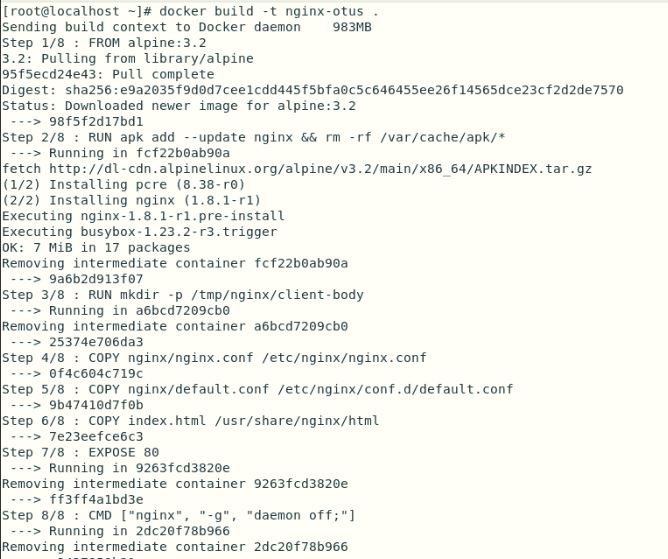 [root@localhost ~]# docker build -t nginx-otus .
Sending build context to Docker daemon    983MB
Step 1/8 : FROM alpine:3.2
3.2: Pulling from library/alpine
95f5ecd24e43: Pull complete
Digest: sha256:e9a2035f9d0d7cee1cdd445f5bfa0c5c646455ee26f14565dce23cf2d2de7570
Status: Downloaded newer image for alpine:3.2
 ---> 98f5f2d17bd1
Step 2/8 : RUN apk add --update nginx && rm -rf /var/cache/apk/*
 ---> Running in fcf22b0ab90a
fetch http://dl-cdn.alpinelinux.org/alpine/v3.2/main/x86_64/APKINDEX.tar.gz
(1/2) Installing pcre (8.38-r0)
(2/2) Installing nginx (1.8.1-r1)
Executing nginx-1.8.1-r1.pre-install
Executing busybox-1.23.2-r3.trigger
OK: 7 MiB in 17 packages
Removing intermediate container fcf22b0ab90a
 ---> 9a6b2d913f07
Step 3/8 : RUN mkdir -p /tmp/nginx/client-body
 ---> Running in a6bcd7209cb0
Removing intermediate container a6bcd7209cb0
 ---> 25374e706da3
Step 4/8 : COPY nginx/nginx.conf /etc/nginx/nginx.conf
 ---> 0f4c604c719c
Step 5/8 : COPY nginx/default.conf /etc/nginx/conf.d/default.conf
 ---> 9b47410d7f0b
Step 6/8 : COPY index.html /usr/share/nginx/html
 ---> 7e23eefce6c3
Step 7/8 : EXPOSE 80
 ---> Running in 9263fcd3820e
Removing intermediate container 9263fcd3820e
 ---> ff3ff4a1bd3e
Step 8/8 : CMD ["nginx", "-g", "daemon off;"]
 ---> Running in 2dc20f78b966
Removing intermediate container 2dc20f78b966